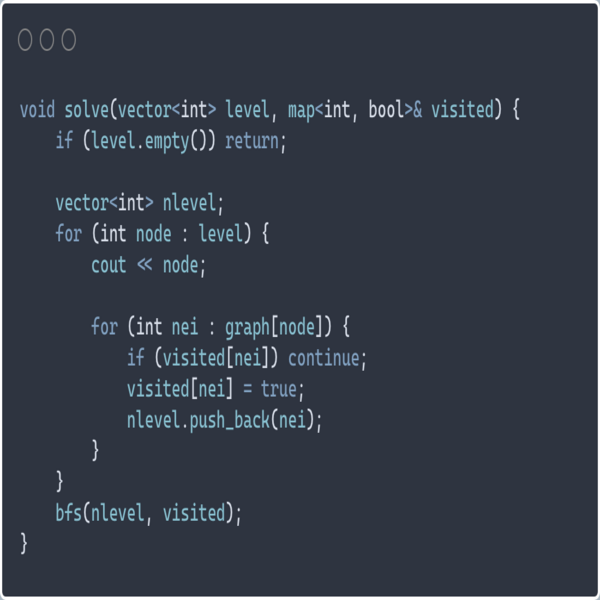 void solve(vector<int> level, map<int, bool>& visited) {
    if (level.empty()) return;

    vector<int> nlevel;
    for (int node : level) {
        cout << node;

        for (int nei : graph[node]) {
            if (visited[nei]) continue;
            visited[nei] = true;
            nlevel.push_back(nei);
        }
    }
    bfs(nlevel, visited);
}